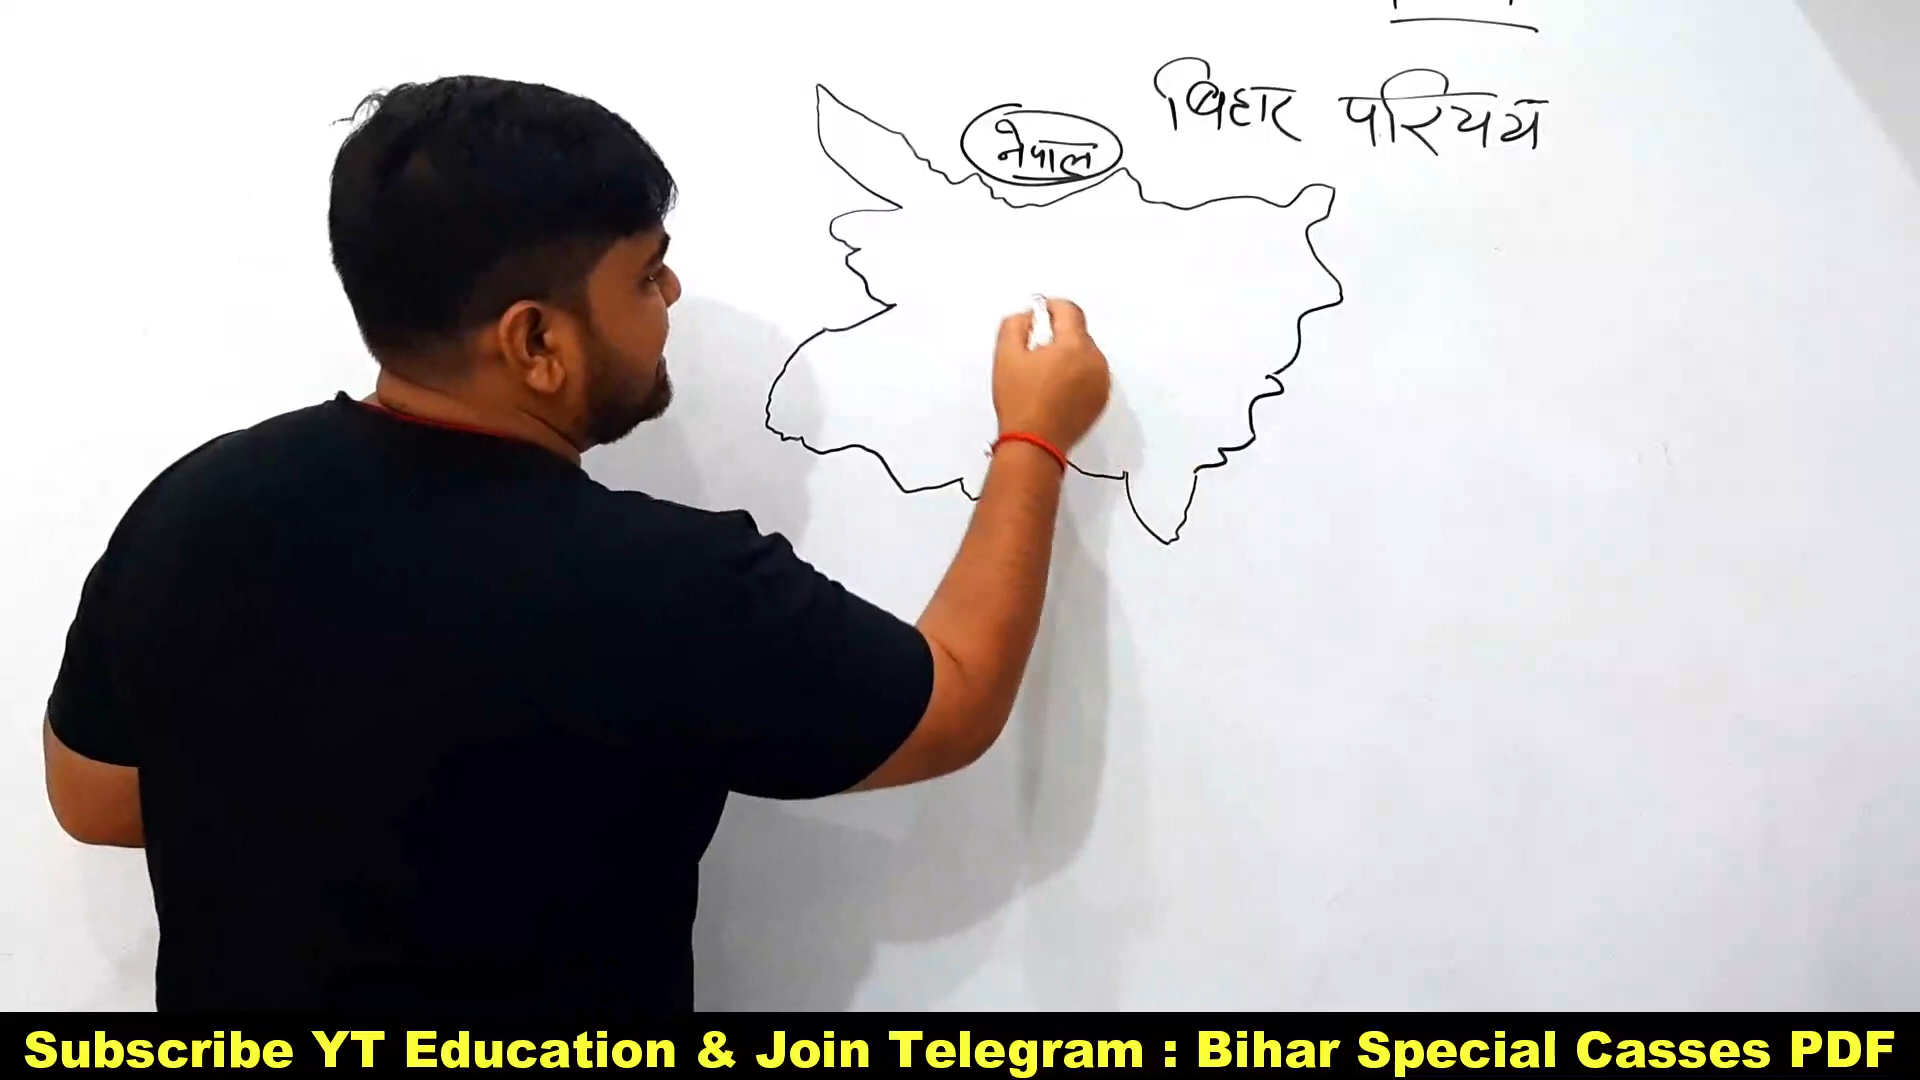 बिहार परिचय
नेपाल
Subscribe YT Education & Join Telegram : Bihar Special Casses PDF